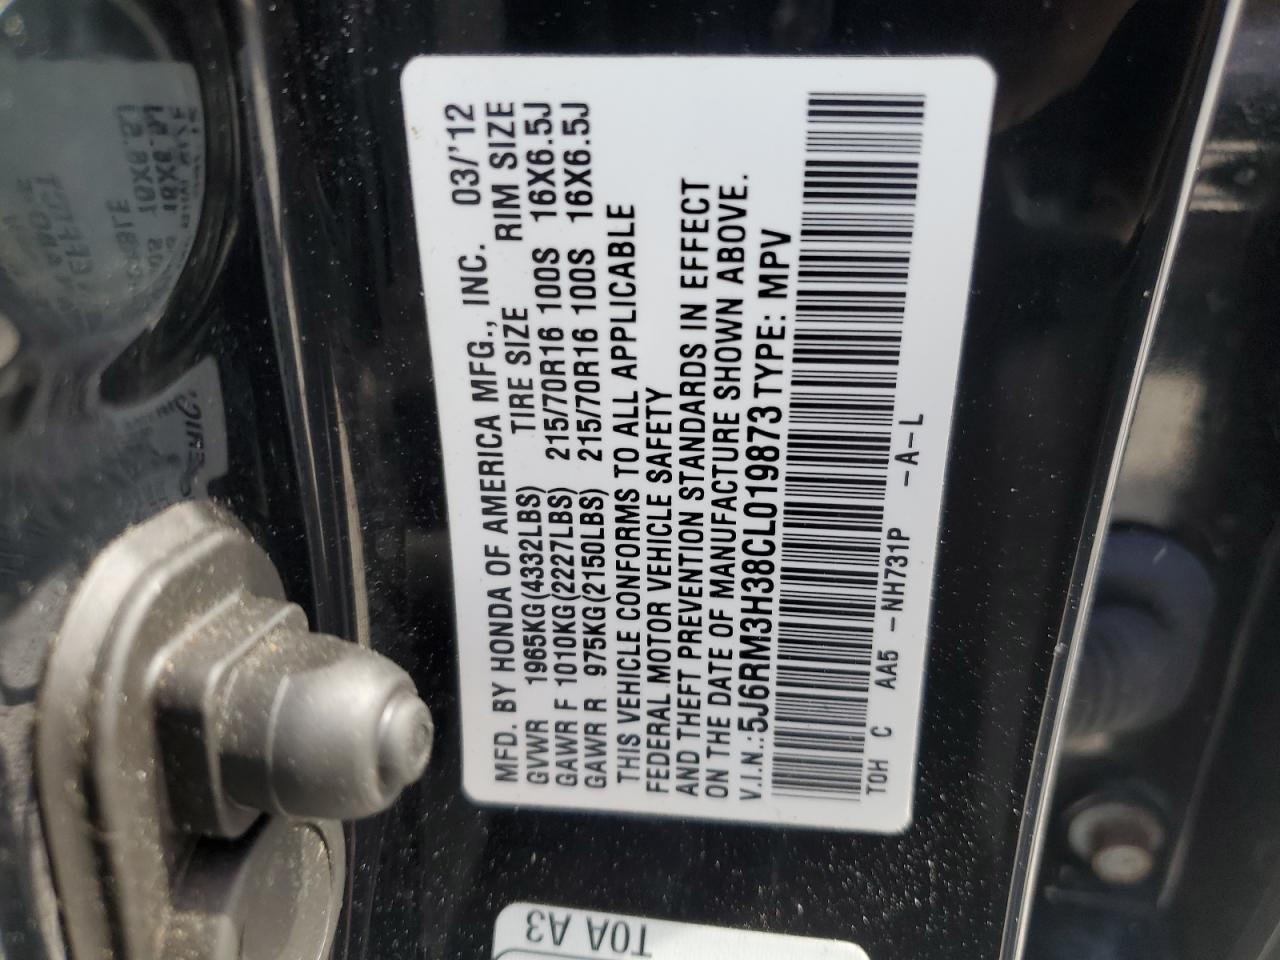 MFD. BY HONDA OF AMERICA MFG., INC. 03/'12
GVWR 1965KG(4332LBS) TIRE SIZE RIM SIZE
GAWR F 1010KG(2227LBS) 215/70R16 100S 16X6.5J
GAWR R 975KG(2150LBS) 215/70R16 100S 16X6.5J
THIS VEHICLE CONFORMS TO ALL APPLICABLE
FEDERAL MOTOR VEHICLE SAFETY
AND THEFT PREVENTION STANDARDS IN EFFECT
ON THE DATE OF MANUFACTURE SHOWN ABOVE.
V.I.N.:5J6RM3H38CL019873 TYPE: MPV
TOH C AA5 -NH731P -A-L
T0A A3